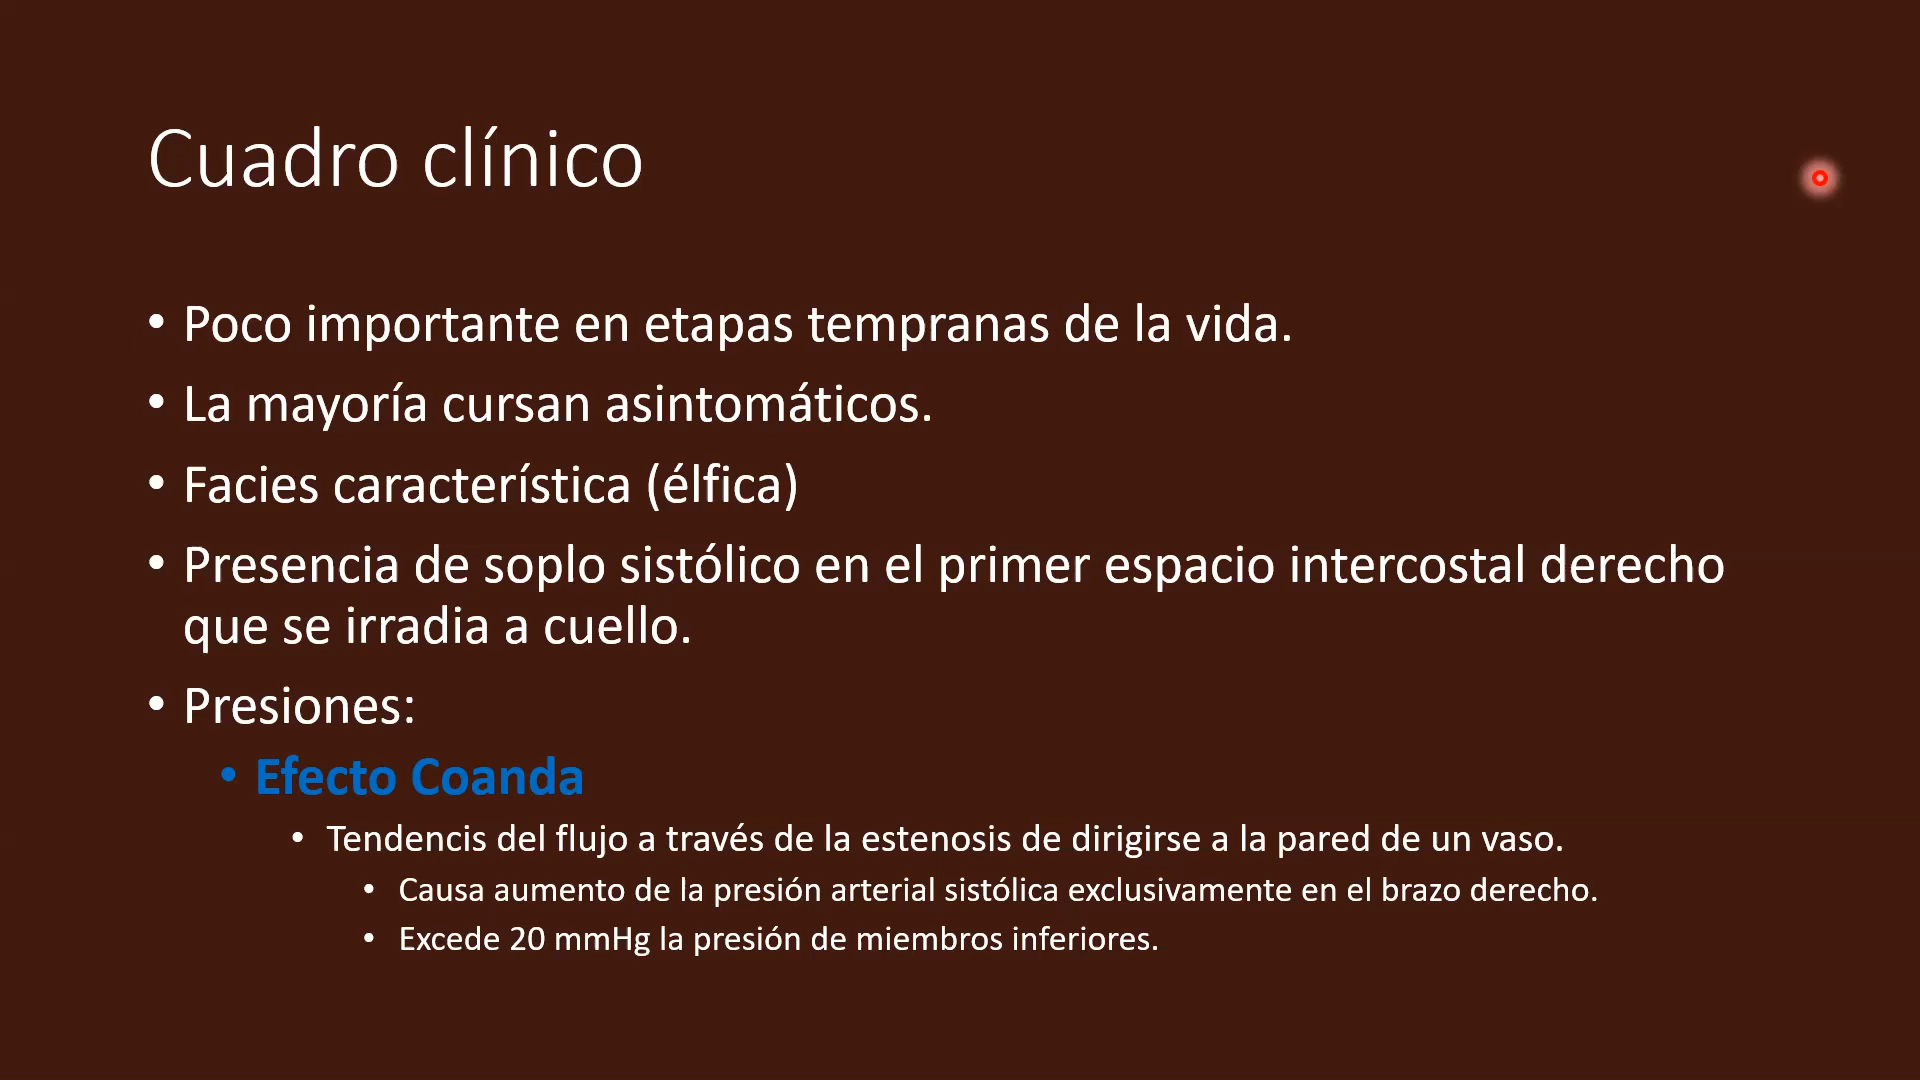 Cuadro clínico
• Poco importante en etapas tempranas de la vida.
• La mayoría cursan asintomáticos.
• Facies característica (élfica)
• Presencia de soplo sistólico en el primer espacio intercostal derecho
que se irradia a cuello.
• Presiones:
• Efecto Coanda
• Tendencis del flujo a través de la estenosis de dirigirse a la pared de un vaso.
• Causa aumento de la presión arterial sistólica exclusivamente en el brazo derecho.
• Excede 20 mmHg la presión de miembros inferiores.